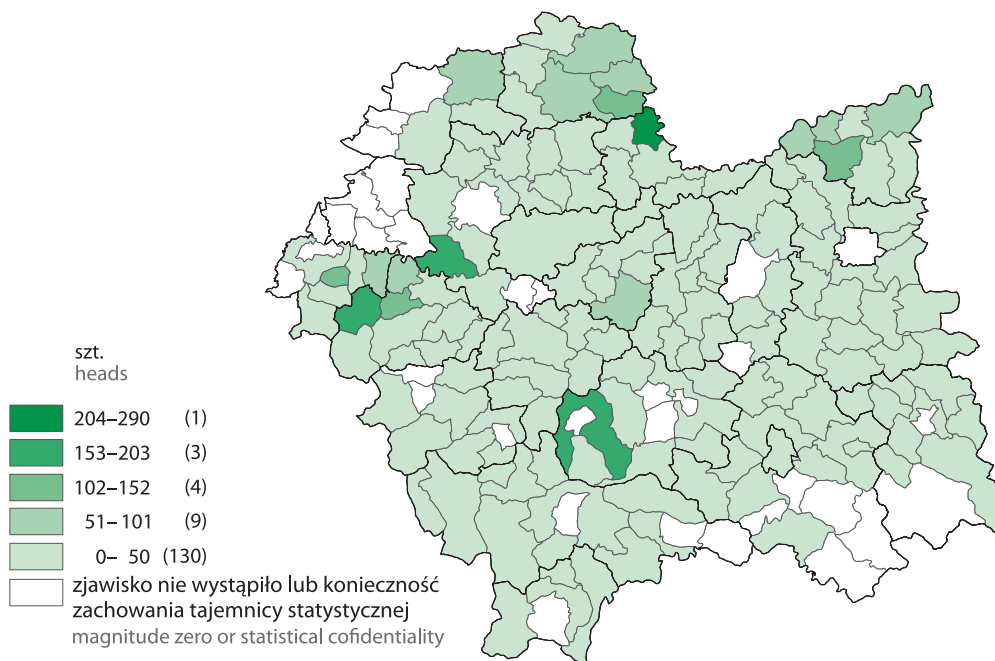 szt.
heads
204–290 (1)
153–203 (3)
102–152 (4)
51–101 (9)
0– 50 (130)
zjawisko nie wystąpiło lub konieczność
zachowania tajemnicy statystycznej
magnitude zero or statistical cofidentiality